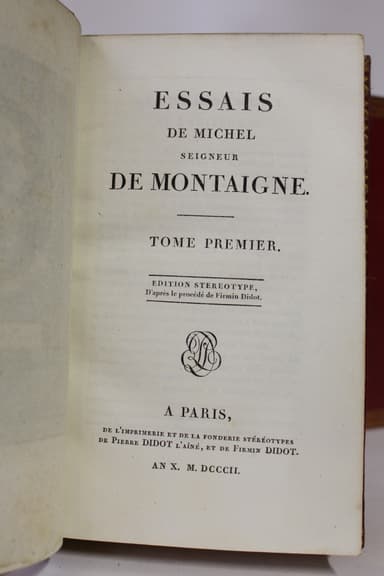 ESSAIS
DE MICHEL
SEIGNEUR
DE MONTAIGNE.
TOME PREMIER.
EDITION STEREOTYPE,
D'après le procédé de Firmin Didot.
A PARIS,
DE L'IMPRIMERIE ET DE LA FONDERIE STÉRÉOTYPES
DE PIERRE DIDOT L'AÎNÉ, ET DE FIRMIN DIDOT.
AN X. M. DCCCII.